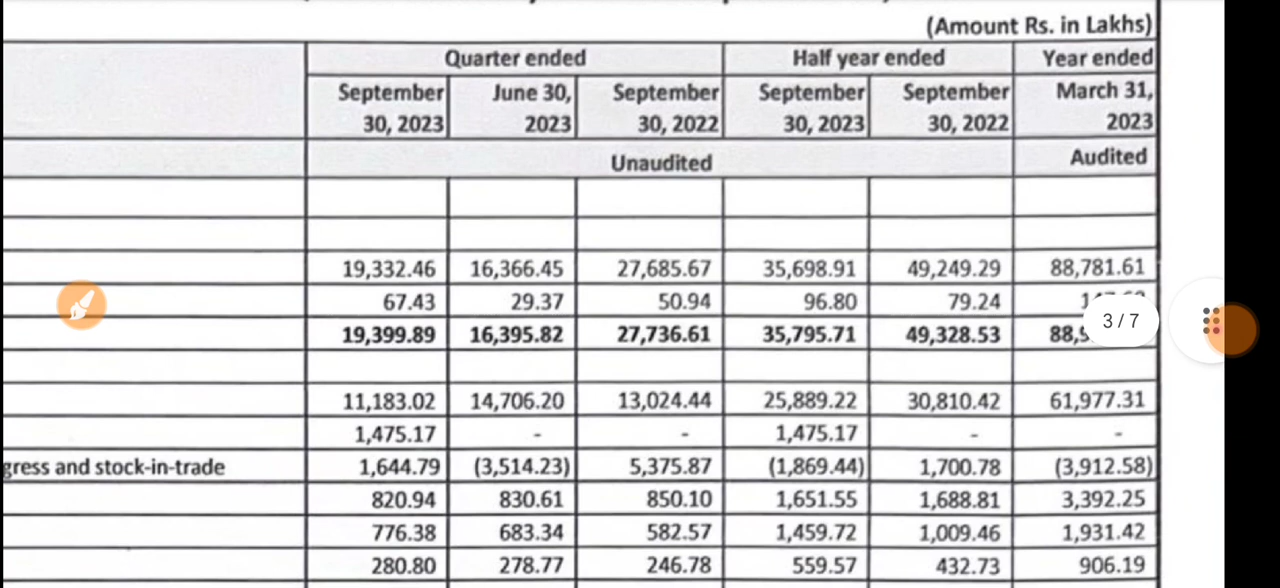 (Amount Rs. in Lakhs)
Quarter ended Half year ended Year ended
September 30, 2023 June 30, 2023 September 30, 2022 September 30, 2023 September 30, 2022 March 31, 2023
Unaudited Audited
19,332.46 16,366.45 27,685.67 35,698.91 49,249.29 88,781.61
67.43 29.37 50.94 96.80 79.24
19,399.89 16,395.82 27,736.61 35,795.71 49,328.53
3 / 7
11,183.02 14,706.20 13,024.44 25,889.22 30,810.42 61,977.31
1,475.17 - - 1,475.17 - -
gress and stock-in-trade 1,644.79 (3,514.23) 5,375.87 (1,869.44) 1,700.78 (3,912.58)
820.94 830.61 850.10 1,651.55 1,688.81 3,392.25
776.38 683.34 582.57 1,459.72 1,009.46 1,931.42
280.80 278.77 246.78 559.57 432.73 906.19